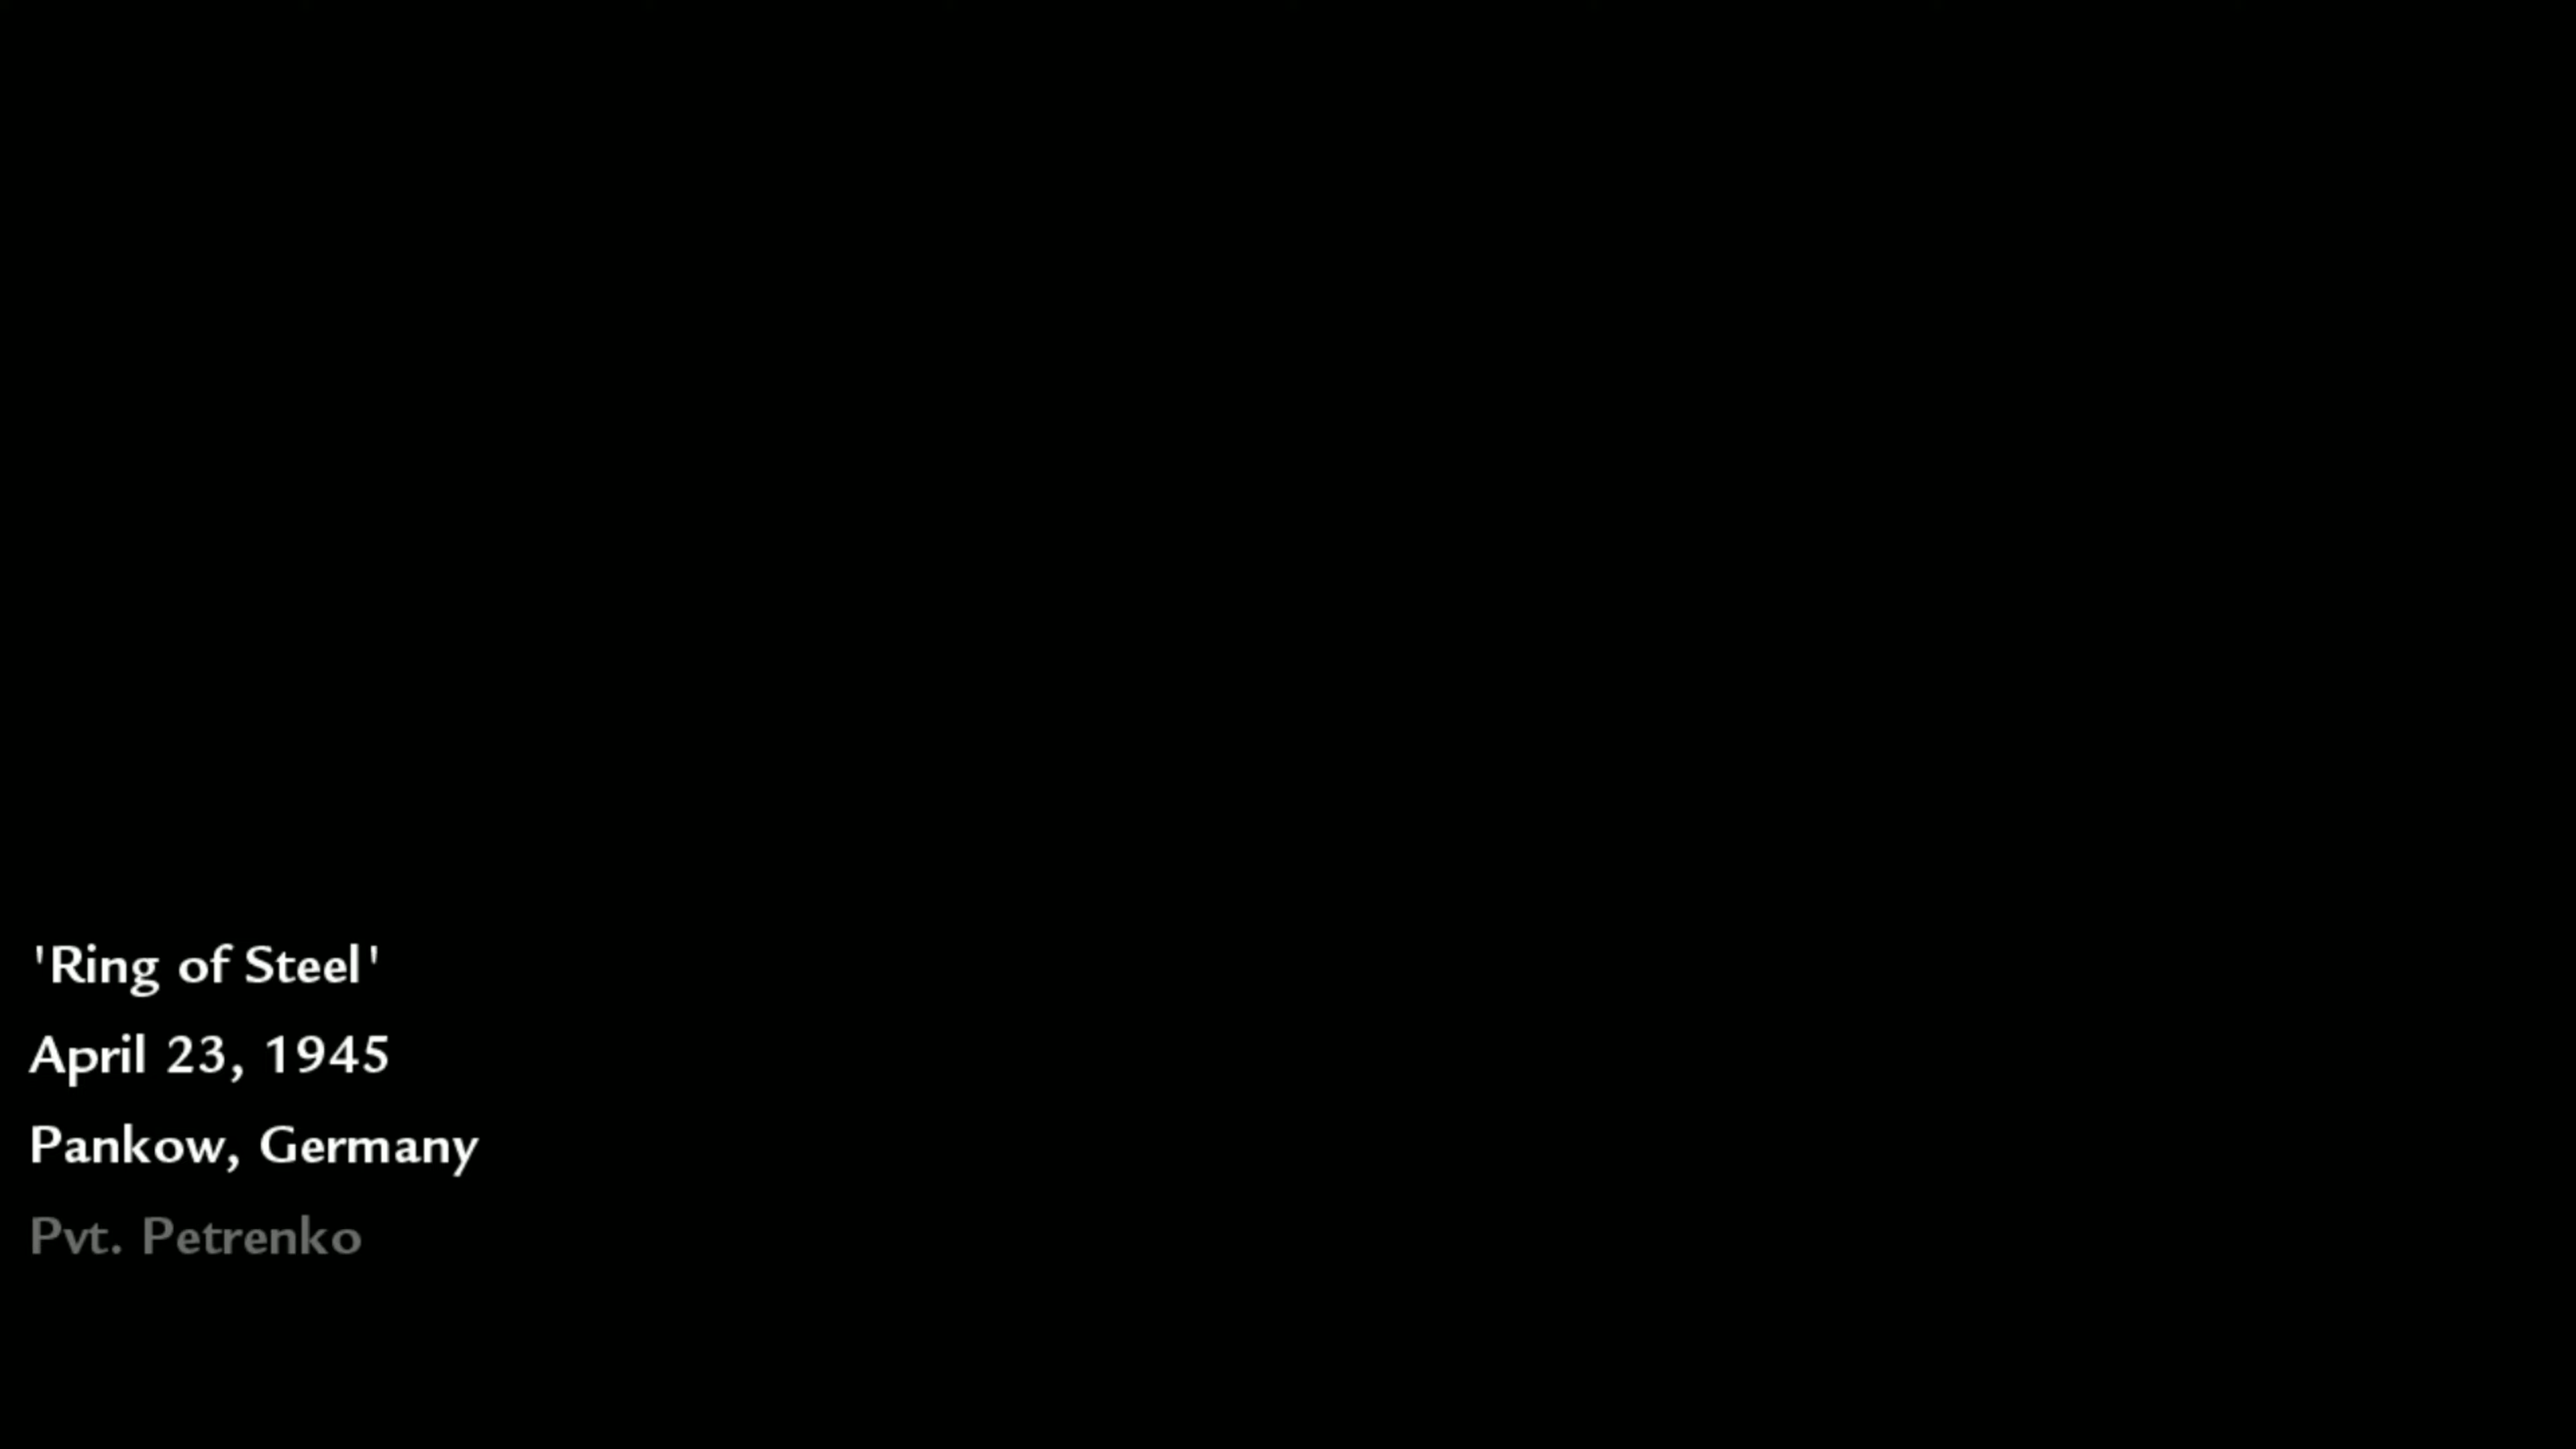 'Ring of Steel'
April 23, 1945
Pankow, Germany
Pvt. Petrenko